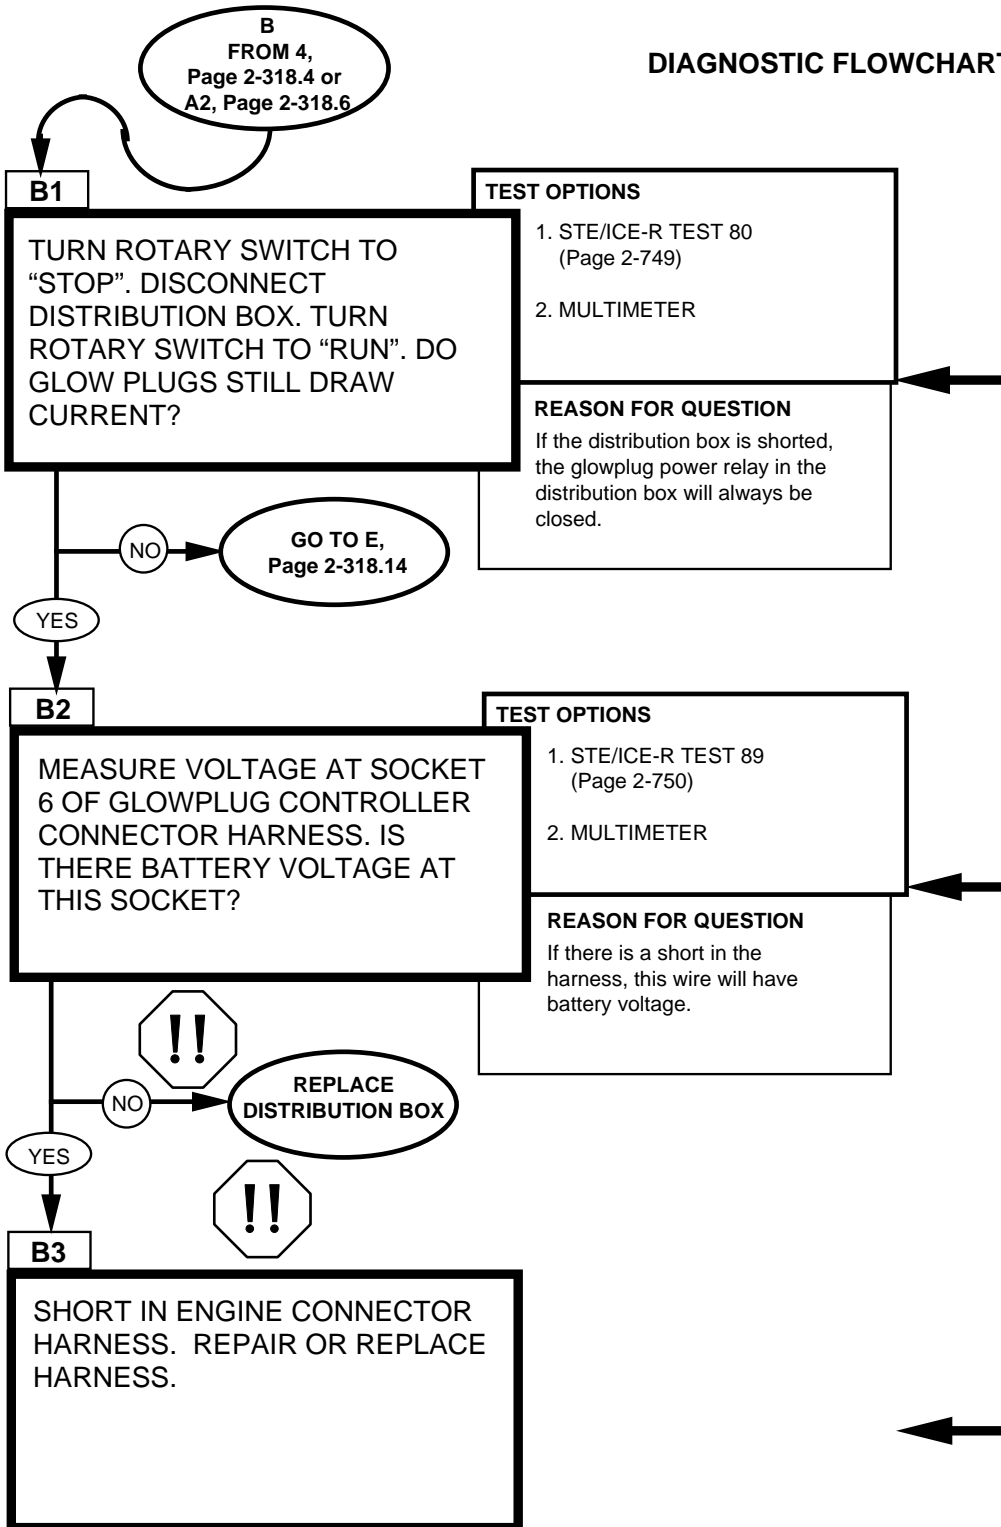 B
FROM 4,
Page 2-318.4 or
A2, Page 2-318.6
DIAGNOSTIC FLOWCHART
B1
TURN ROTARY SWITCH TO
“STOP”. DISCONNECT
DISTRIBUTION BOX. TURN
ROTARY SWITCH TO “RUN”. DO
GLOW PLUGS STILL DRAW
CURRENT?
TEST OPTIONS
1. STE/ICE-R TEST 80
(Page 2-749)
2. MULTIMETER
REASON FOR QUESTION
If the distribution box is shorted,
the glowplug power relay in the
distribution box will always be
closed.
NO
GO TO E,
Page 2-318.14
YES
B2
MEASURE VOLTAGE AT SOCKET
6 OF GLOWPLUG CONTROLLER
CONNECTOR HARNESS. IS
THERE BATTERY VOLTAGE AT
THIS SOCKET?
TEST OPTIONS
1. STE/ICE-R TEST 89
(Page 2-750)
2. MULTIMETER
REASON FOR QUESTION
If there is a short in the
harness, this wire will have
battery voltage.
!!
NO
REPLACE
DISTRIBUTION BOX
YES
!!
B3
SHORT IN ENGINE CONNECTOR
HARNESS. REPAIR OR REPLACE
HARNESS.